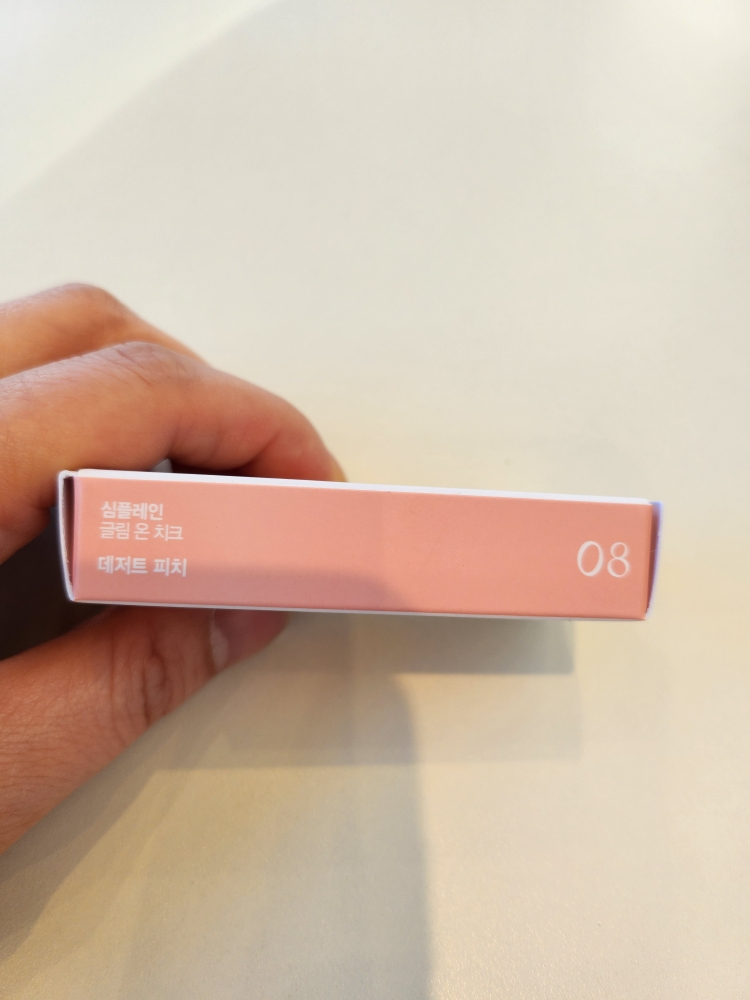 심플레인
글림 온 치크
데저트 피치
08